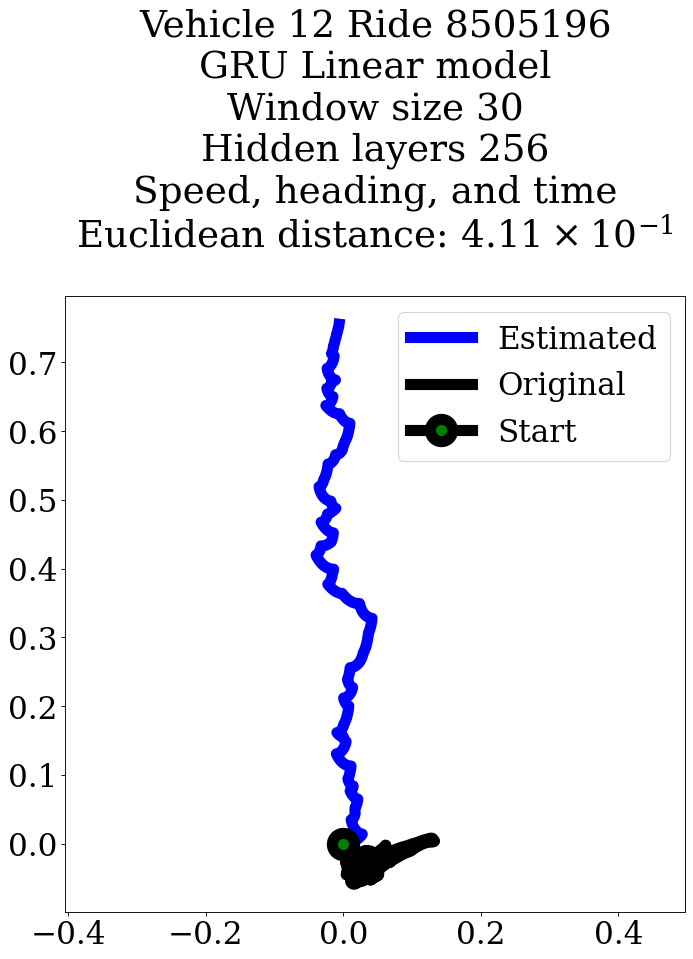 Vehicle 12 Ride 8505196
GRU Linear model
Window size 30
Hidden layers 256
Speed, heading, and time
Euclidean distance: 4.11 × 10⁻¹
Estimated
Original
Start
0.7
0.6
0.5
0.4
0.3
0.2
0.1
0.0
−0.4 −0.2 0.0 0.2 0.4